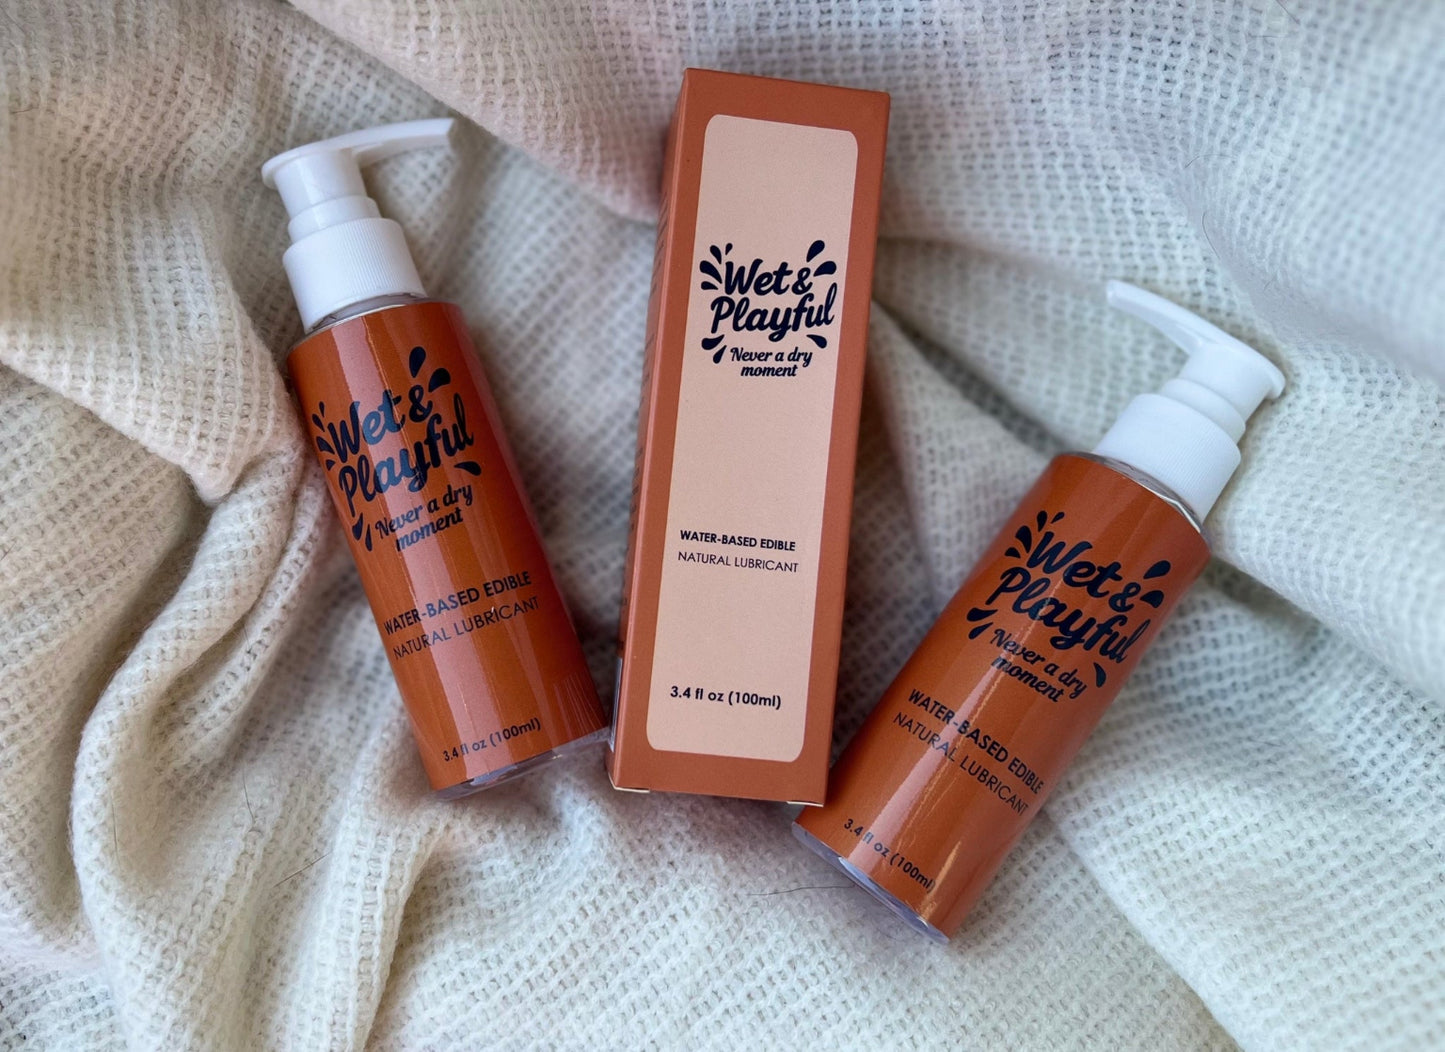 Wet &
Playful
Never a dry
moment
WATER-BASED EDIBLE
NATURAL LUBRICANT
3.4 fl oz (100ml)
Wet &
Playful
Never a dry
moment
WATER-BASED EDIBLE
NATURAL LUBRICANT
3.4 fl oz (100ml)
Wet &
Playful
Never a dry
moment
WATER-BASED EDIBLE
NATURAL LUBRICANT
3.4 fl oz (100ml)